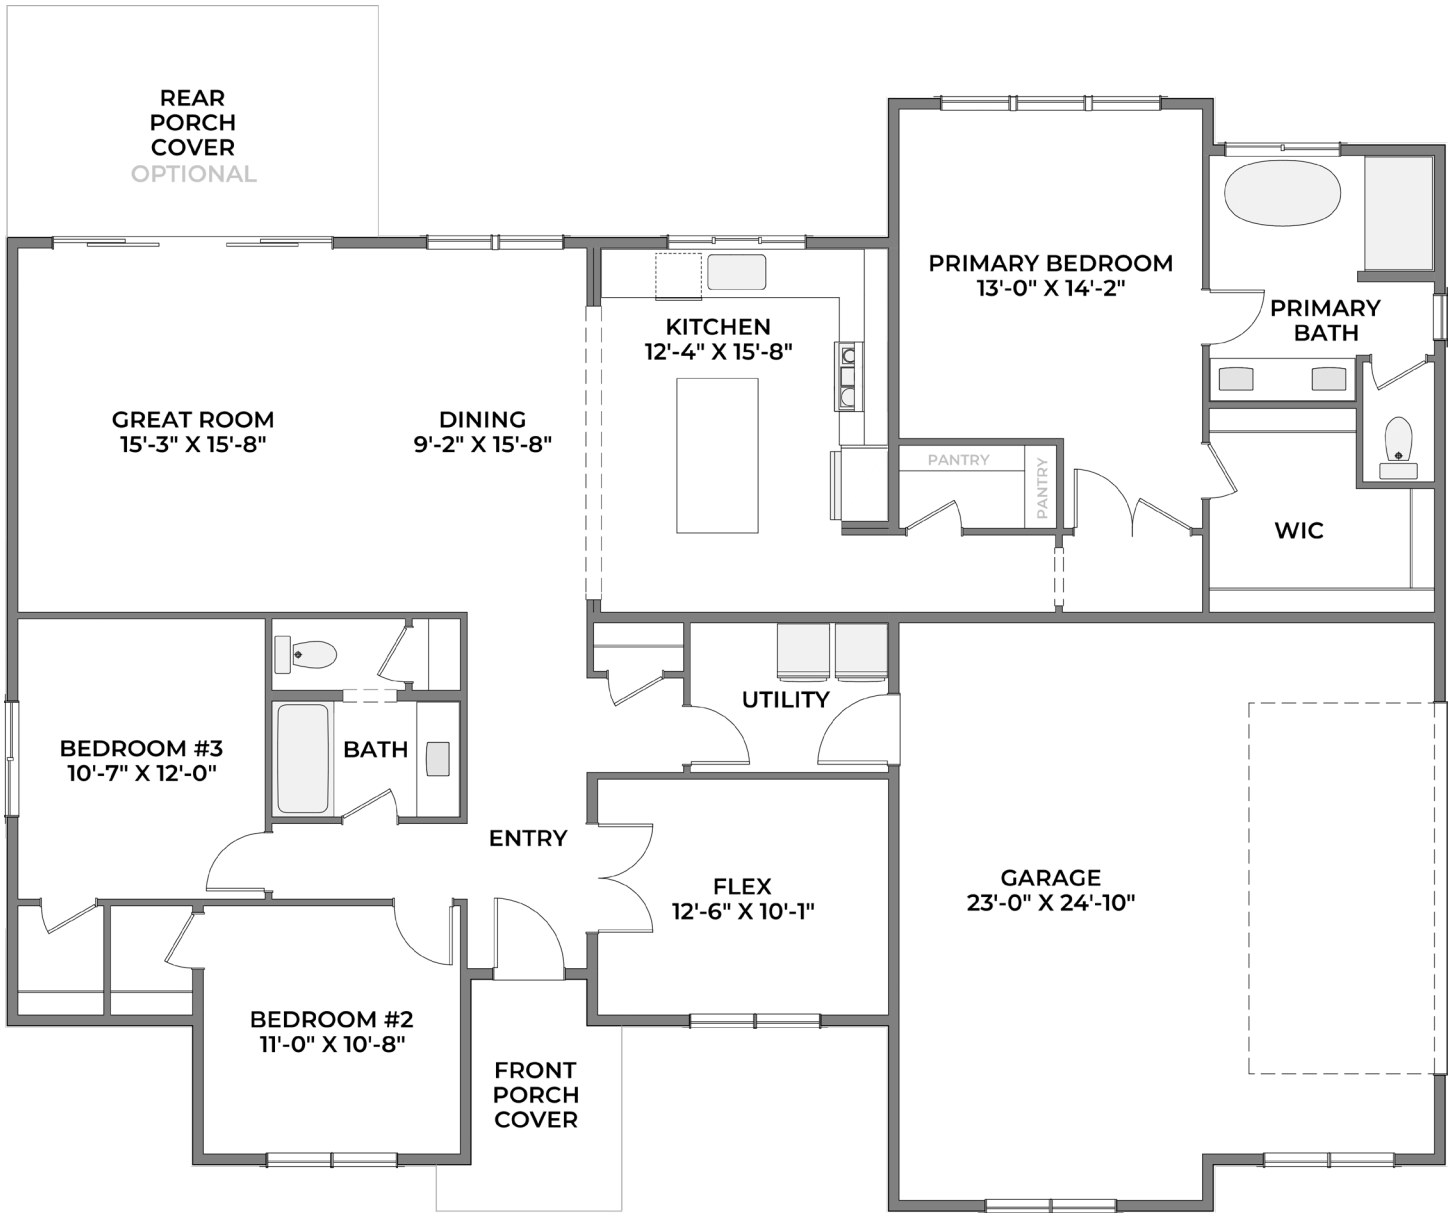 REAR
PORCH
COVER
OPTIONAL
PRIMARY BEDROOM
13'-0" X 14'-2"
PRIMARY
BATH
KITCHEN
12'-4" X 15'-8"
GREAT ROOM
15'-3" X 15'-8"
DINING
9'-2" X 15'-8"
PANTRY
PANTRY
WIC
UTILITY
BEDROOM #3
10'-7" X 12'-0"
BATH
ENTRY
FLEX
12'-6" X 10'-1"
GARAGE
23'-0" X 24'-10"
BEDROOM #2
11'-0" X 10'-8"
FRONT
PORCH
COVER